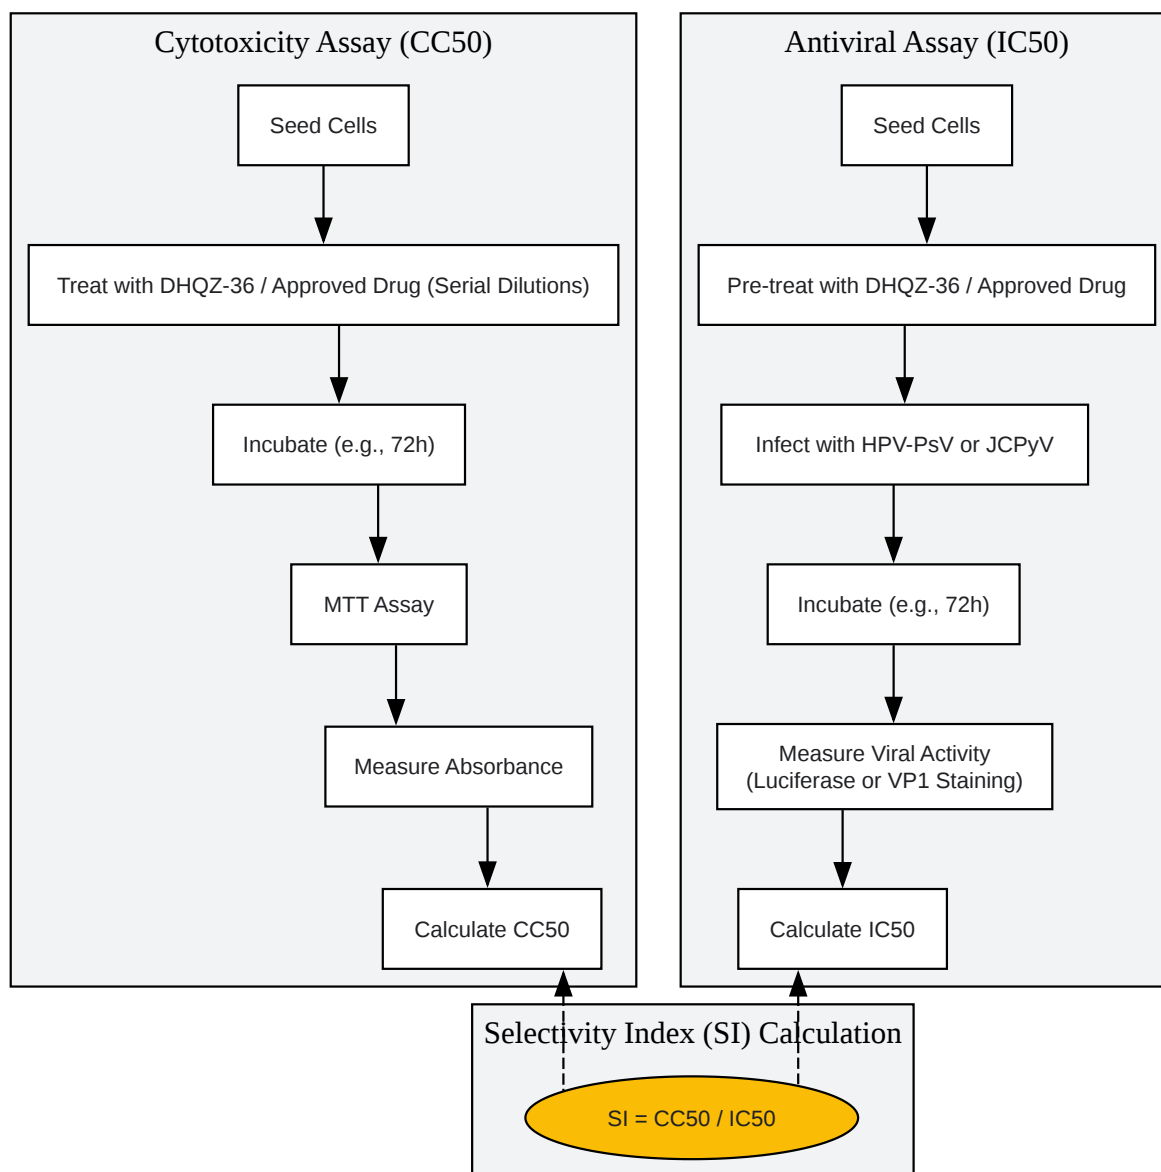 Cytotoxicity Assay (CC50)
Seed Cells
Treat with DHQZ-36 / Approved Drug (Serial Dilutions)
Incubate (e.g., 72h)
MTT Assay
Measure Absorbance
Calculate CC50
Antiviral Assay (IC50)
Seed Cells
Pre-treat with DHQZ-36 / Approved Drug
Infect with HPV-PsV or JCPyV
Incubate (e.g., 72h)
Measure Viral Activity
(Luciferase or VP1 Staining)
Calculate IC50
Selectivity Index (SI) Calculation
SI = CC50 / IC50